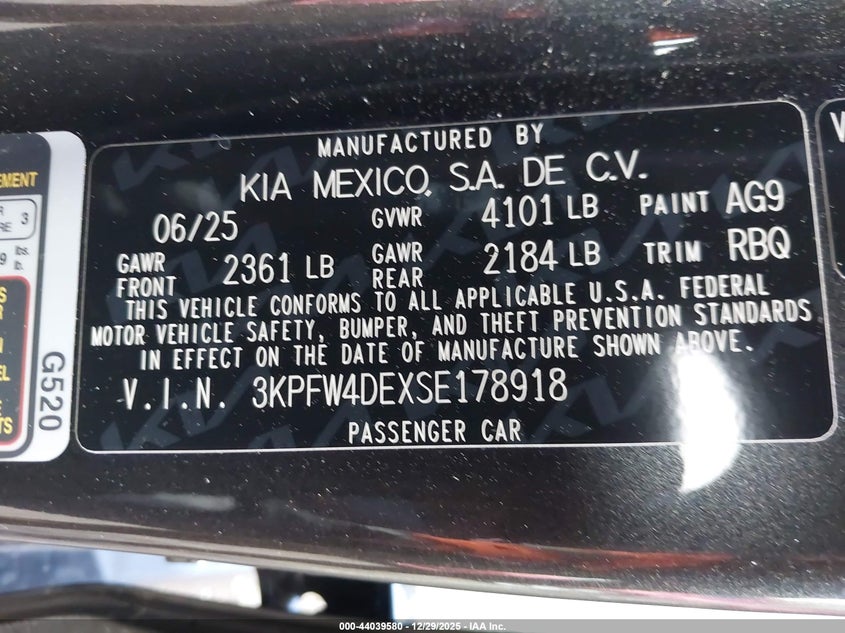 MANUFACTURED BY
KIA MEXICO, S.A. DE C.V.
06/25 GVWR 4101 LB PAINT AG9
GAWR FRONT 2361 LB GAWR REAR 2184 LB TRIM RBQ
THIS VEHICLE CONFORMS TO ALL APPLICABLE U.S.A. FEDERAL
MOTOR VEHICLE SAFETY, BUMPER, AND THEFT PREVENTION STANDARDS
IN EFFECT ON THE DATE OF MANUFACTURE SHOWN ABOVE.
V.I.N. 3KPFW4DEXSE178918
PASSENGER CAR
G520
3
lbs.
lb.
000-44039580 - 12/29/2025 - IAA Inc.